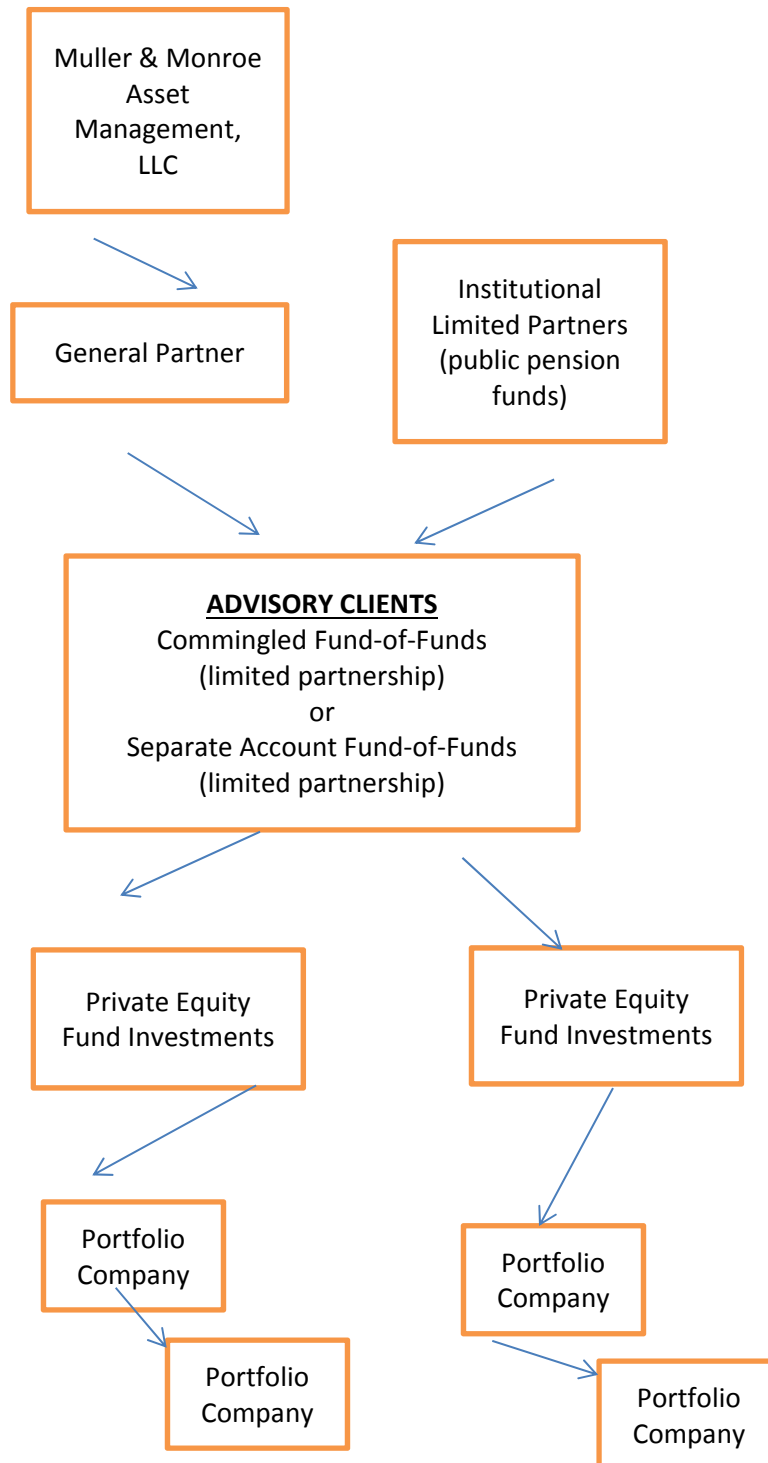 Muller & Monroe
Asset
Management,
LLC
General Partner
Institutional
Limited Partners
(public pension
funds)
ADVISORY CLIENTS
Commingled Fund-of-Funds
(limited partnership)
or
Separate Account Fund-of-Funds
(limited partnership)
Private Equity
Fund Investments
Private Equity
Fund Investments
Portfolio
Company
Portfolio
Company
Portfolio
Company
Portfolio
Company